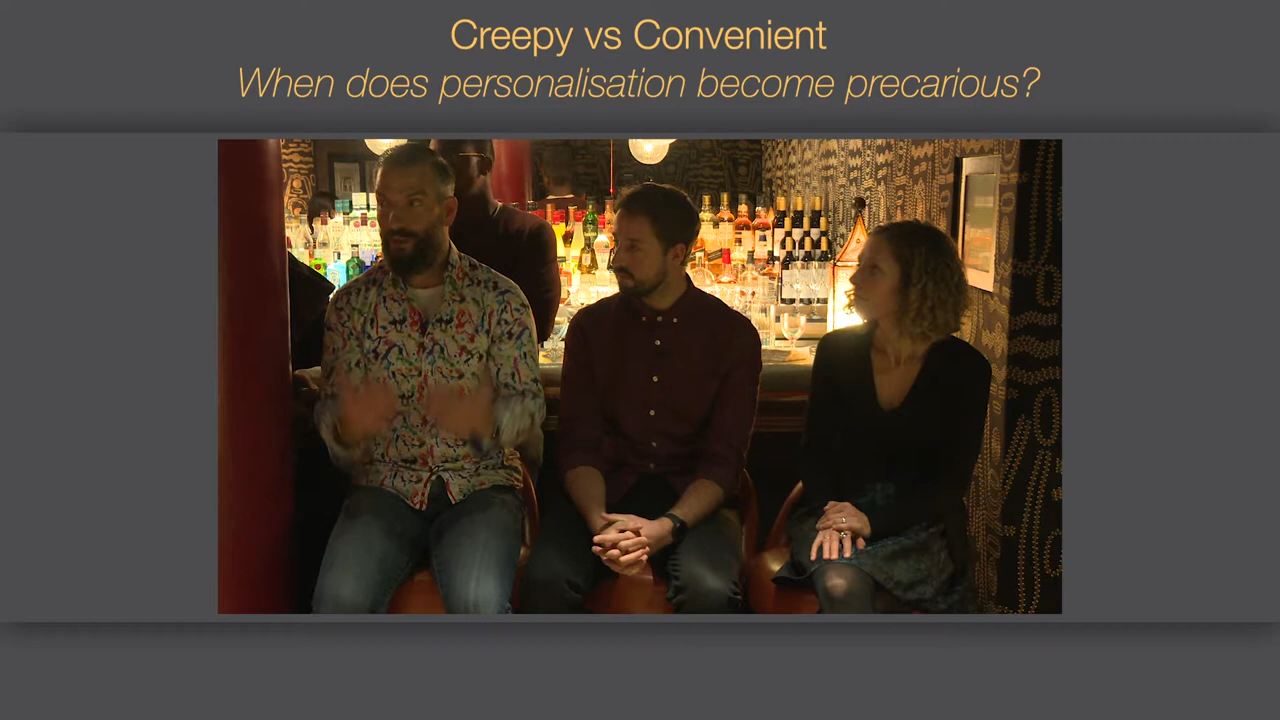 Creepy vs Convenient
When does personalisation become precarious?